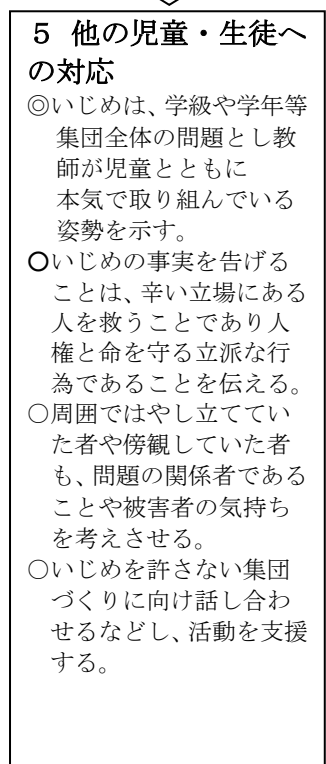 ５ 他の児童・生徒へ
の対応
◎いじめは、学級や学年等
集団全体の問題とし教
師が児童とともに
本気で取り組んでいる
姿勢を示す。
○いじめの事実を告げる
ことは、辛い立場にある
人を救うことであり人
権と命を守る立派な行
為であることを伝える。
○周囲ではやし立ててい
た者や傍観していた者
も、問題の関係者である
ことや被害者の気持ち
を考えさせる。
○いじめを許さない集団
づくりに向け話し合わ
せるなどし、活動を支援
する。